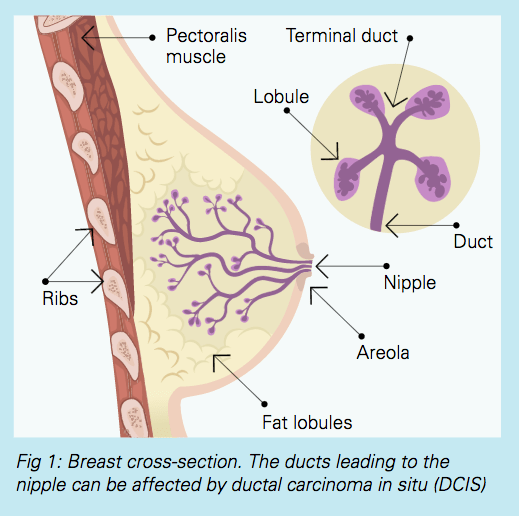 Pectoralis
muscle
Terminal duct
Lobule
Duct
Nipple
Ribs
Areola
Fat lobules
Fig 1: Breast cross-section. The ducts leading to the
nipple can be affected by ductal carcinoma in situ (DCIS)